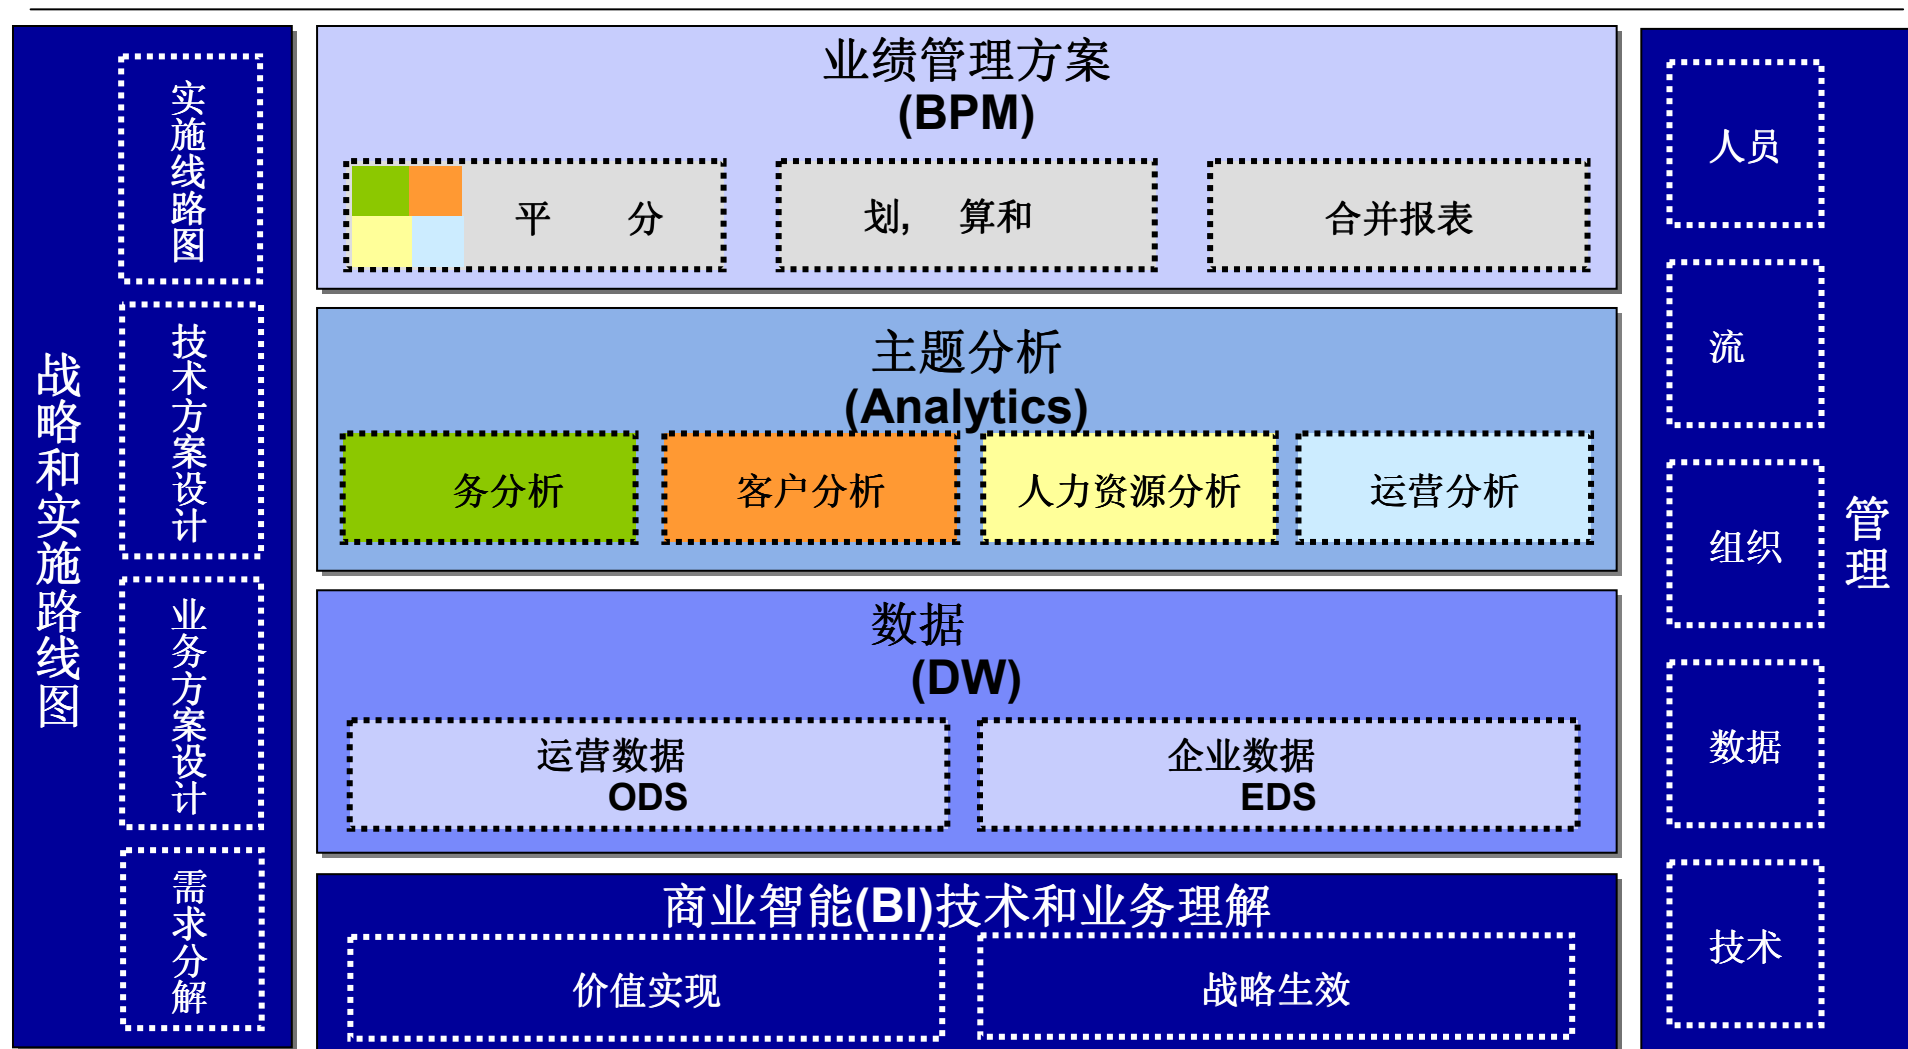 战略和实施路线图
实施线路图
技术方案设计
业务方案设计
需求分解
业绩管理方案
(BPM)
平 分
划, 算和
合并报表
主题分析
(Analytics)
务分析
客户分析
人力资源分析
运营分析
数据
(DW)
运营数据
ODS
企业数据
EDS
商业智能(BI)技术和业务理解
价值实现
战略生效
人员
流
组织
数据
技术
管理